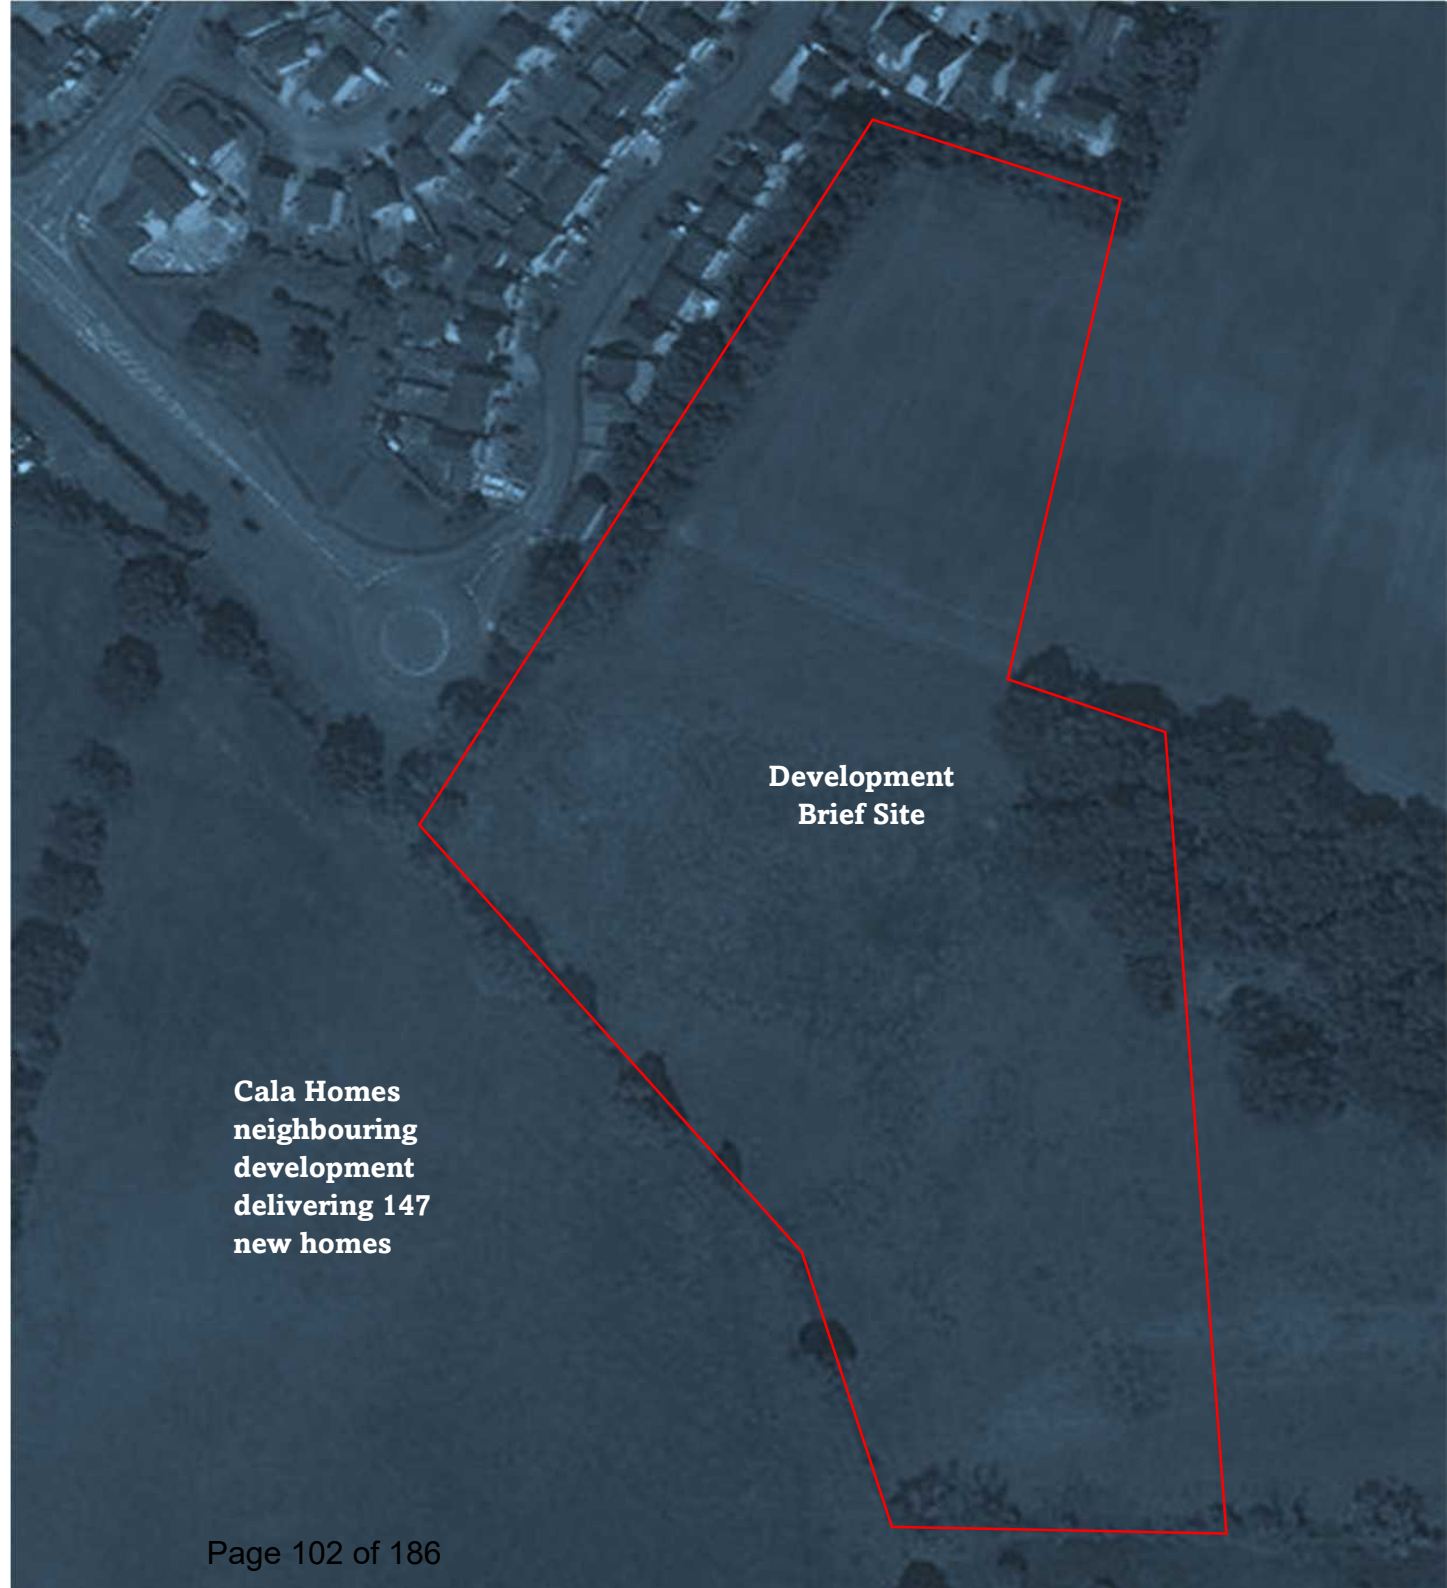 Development
Brief Site
Cala Homes
neighbouring
development
delivering 147
new homes
Page 102 of 186